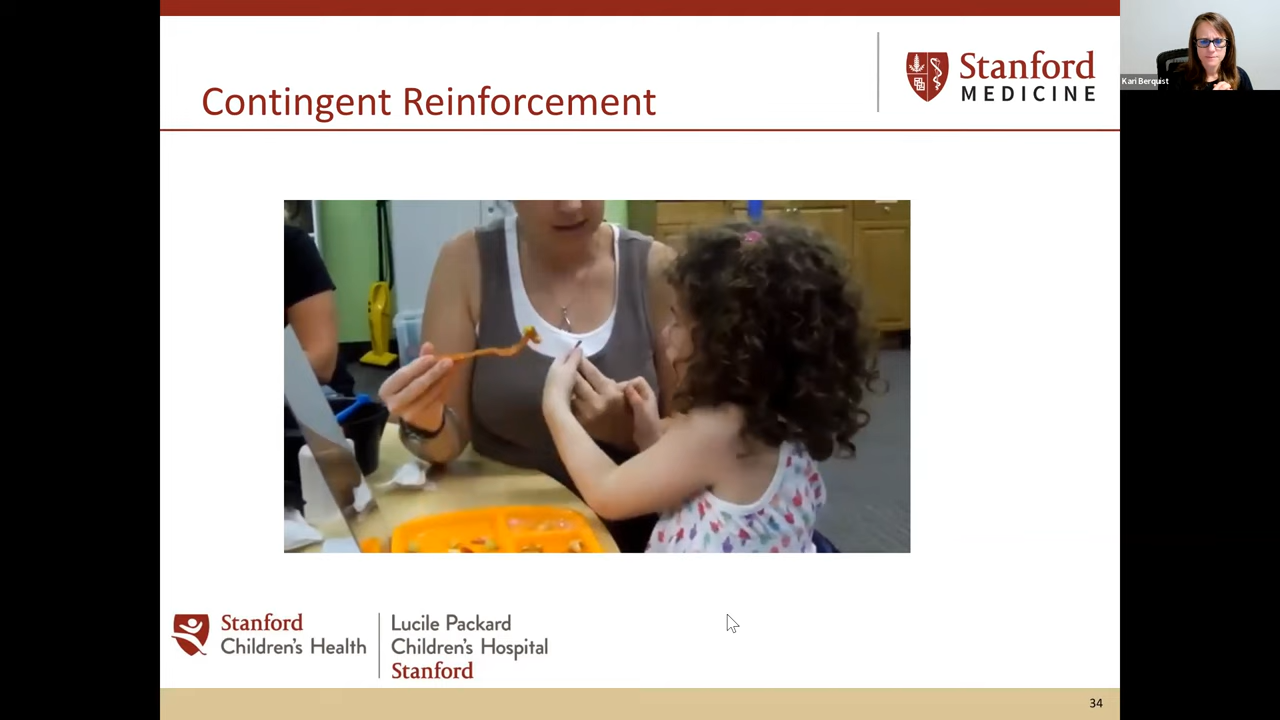 Contingent Reinforcement
Stanford
MEDICINE
Kari Berquist
Stanford
Children's Health
Lucile Packard
Children's Hospital
Stanford
34